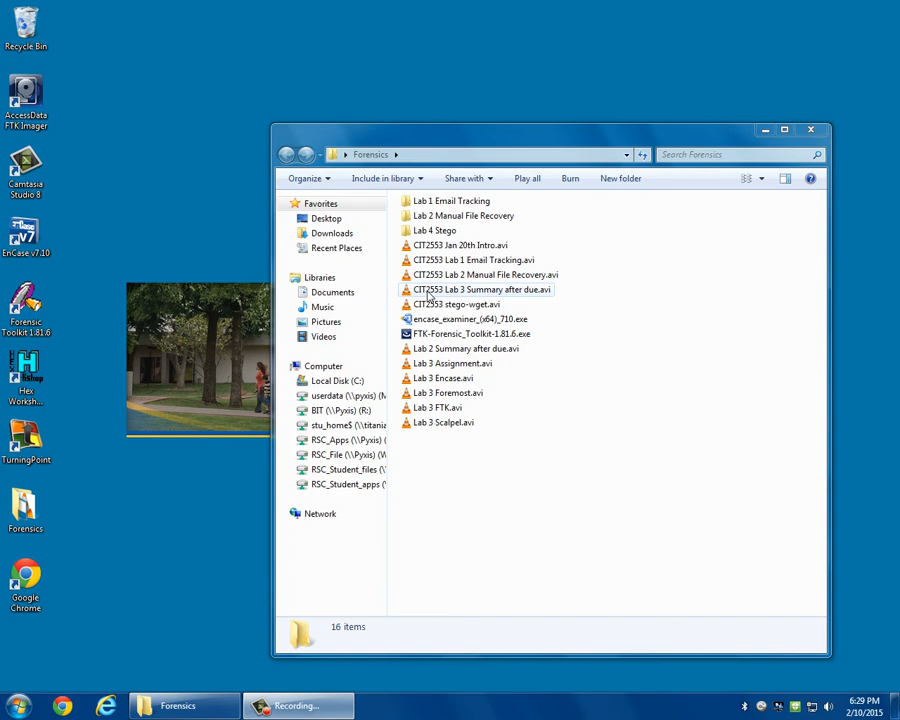 Recycle Bin
AccessData
FTK Imager
Camtasia
Studio 8
EnCase v7.10
Forensic
Toolkit 1.81.6
Hex
Worksh...
TurningPoint
Forensics
Google
Chrome
Forensics
Search Forensics
Organize
Include in library
Share with
Play all
Burn
New folder
Favorites
Desktop
Downloads
Recent Places
Libraries
Documents
Music
Pictures
Videos
Computer
Local Disk (C:)
userdata (\\pyxis) (M
BIT (\\Pyxis) (R:)
stu_home$ (\\titania
RSC_Apps (\\Pyxis) (
RSC_File (\\Pyxis) (W
RSC_Student_files (\
RSC_Student_apps (
Network
Lab 1 Email Tracking
Lab 2 Manual File Recovery
Lab 4 Stego
CIT2553 Jan 20th Intro.avi
CIT2553 Lab 1 Email Tracking.avi
CIT2553 Lab 2 Manual File Recovery.avi
CIT2553 Lab 3 Summary after due.avi
CIT2553 stego-wget.avi
encase_examiner_(x64)_710.exe
FTK-Forensic_Toolkit-1.81.6.exe
Lab 2 Summary after due.avi
Lab 3 Assignment.avi
Lab 3 Encase.avi
Lab 3 Foremost.avi
Lab 3 FTK.avi
Lab 3 Scalpel.avi
16 items
Forensics
Recording...
6:29 PM
2/10/2015